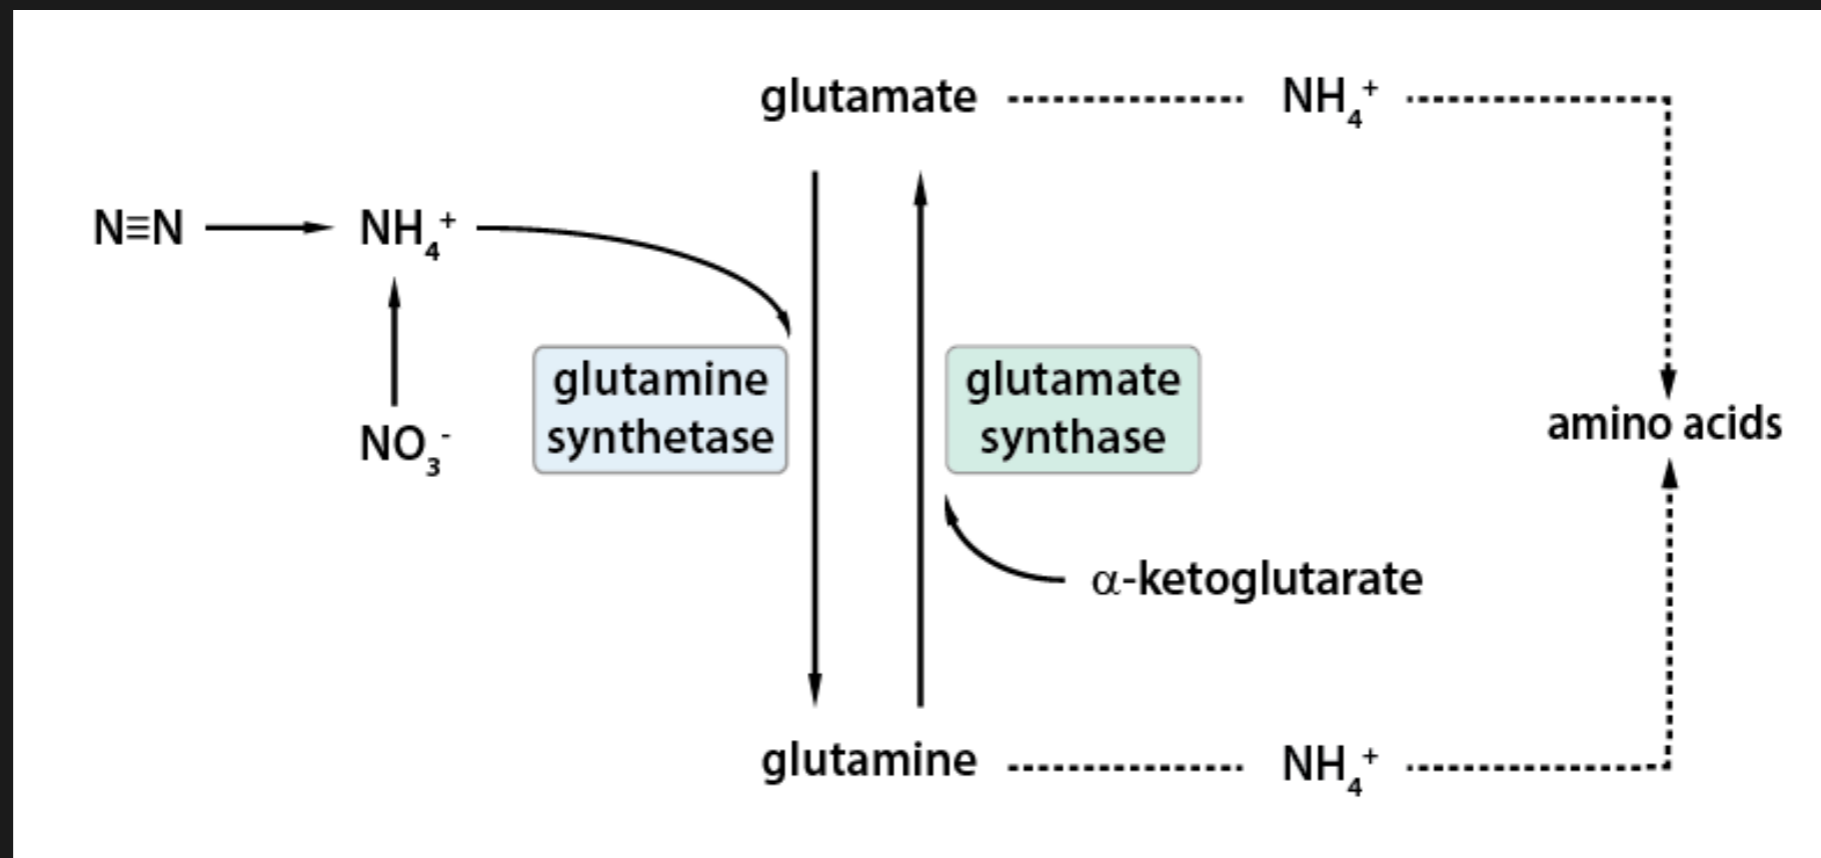 glutamate
NH₄⁺
N≡N
NH₄⁺
glutamine
synthetase
glutamate
synthase
NO₃⁻
amino acids
α-ketoglutarate
glutamine
NH₄⁺